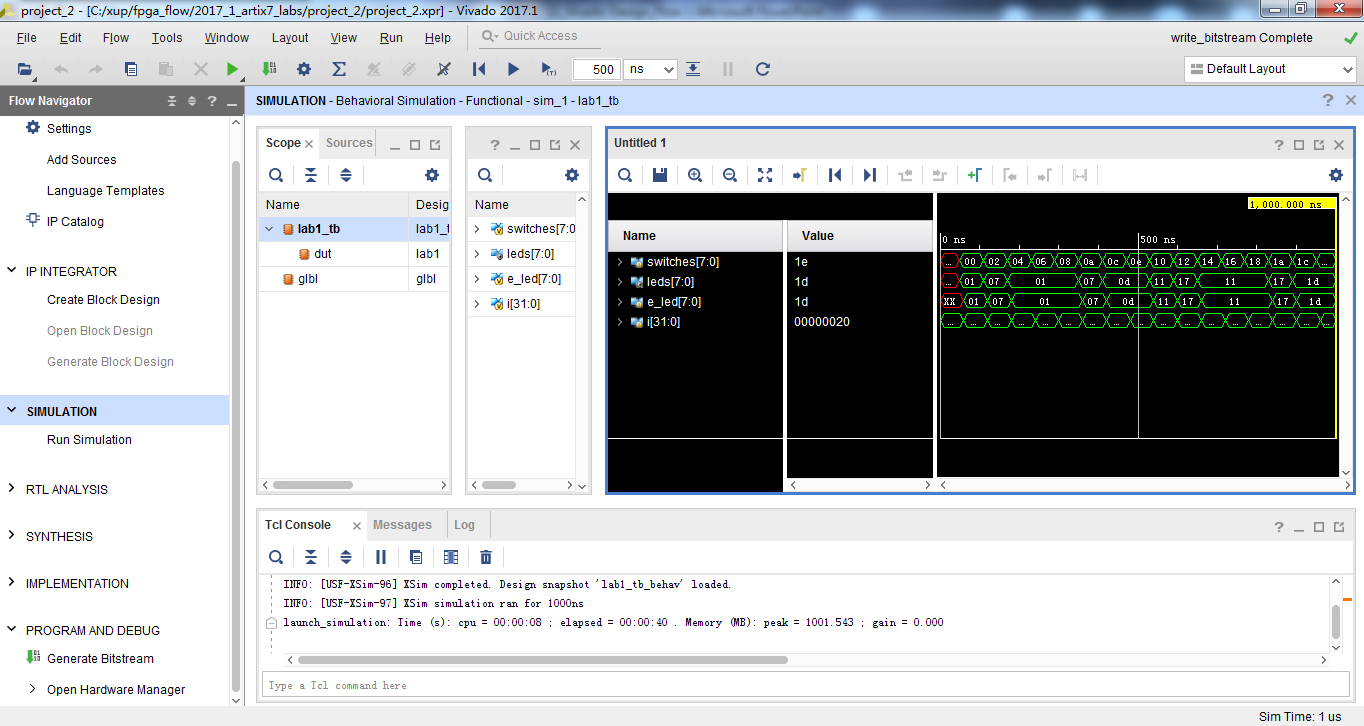 project_2 - [C:/xup/fpga_flow/2017_1_artix7_labs/project_2/project_2.xpr] - Vivado 2017.1
File Edit Flow Tools Window Layout View Run Help Quick Access write_bitstream Complete
500 ns Default Layout
Flow Navigator
SIMULATION - Behavioral Simulation - Functional - sim_1 - lab1_tb
Settings
Add Sources
Language Templates
IP Catalog
IP INTEGRATOR
Create Block Design
Open Block Design
Generate Block Design
SIMULATION
Run Simulation
RTL ANALYSIS
SYNTHESIS
IMPLEMENTATION
PROGRAM AND DEBUG
Generate Bitstream
Open Hardware Manager
Scope Sources
Name Desig
lab1_tb lab1_t
dut lab1
glbl glbl
Name
switches[7:0
leds[7:0]
e_led[7:0]
i[31:0]
Untitled 1
1,000.000 ns
Name Value 0 ns 500 ns
switches[7:0] 1e ... 00 02 04 06 08 0a 0c 0e 10 12 14 16 18 1a 1c ...
leds[7:0] 1d ... 01 07 01 07 0d 11 17 11 17 1d
e_led[7:0] 1d XX 01 07 01 07 0d 11 17 11 17 1d
i[31:0] 00000020 ... ... ... ... ... ... ... ... ... ... ... ... ... ... ... ... ...
Tcl Console Messages Log
INFO: [USF-XSim-96] XSim completed. Design snapshot 'lab1_tb_behav' loaded.
INFO: [USF-XSim-97] XSim simulation ran for 1000ns
launch_simulation: Time (s): cpu = 00:00:08 ; elapsed = 00:00:40 . Memory (MB): peak = 1001.543 ; gain = 0.000
Type a Tcl command here
Sim Time: 1 us